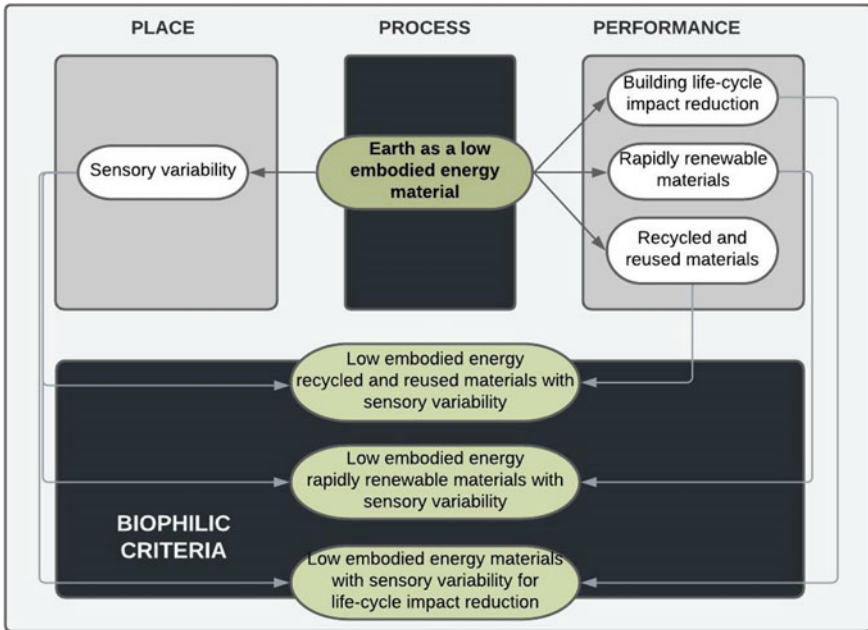 PLACE
PROCESS
PERFORMANCE
Sensory variability
Earth as a low
embodied energy
material
Building life-cycle
impact reduction
Rapidly renewable
materials
Recycled and
reused materials
Low embodied energy
recycled and reused materials with
sensory variability
Low embodied energy
rapidly renewable materials with
sensory variability
BIOPHILIC
CRITERIA
Low embodied energy materials
with sensory variability for
life-cycle impact reduction